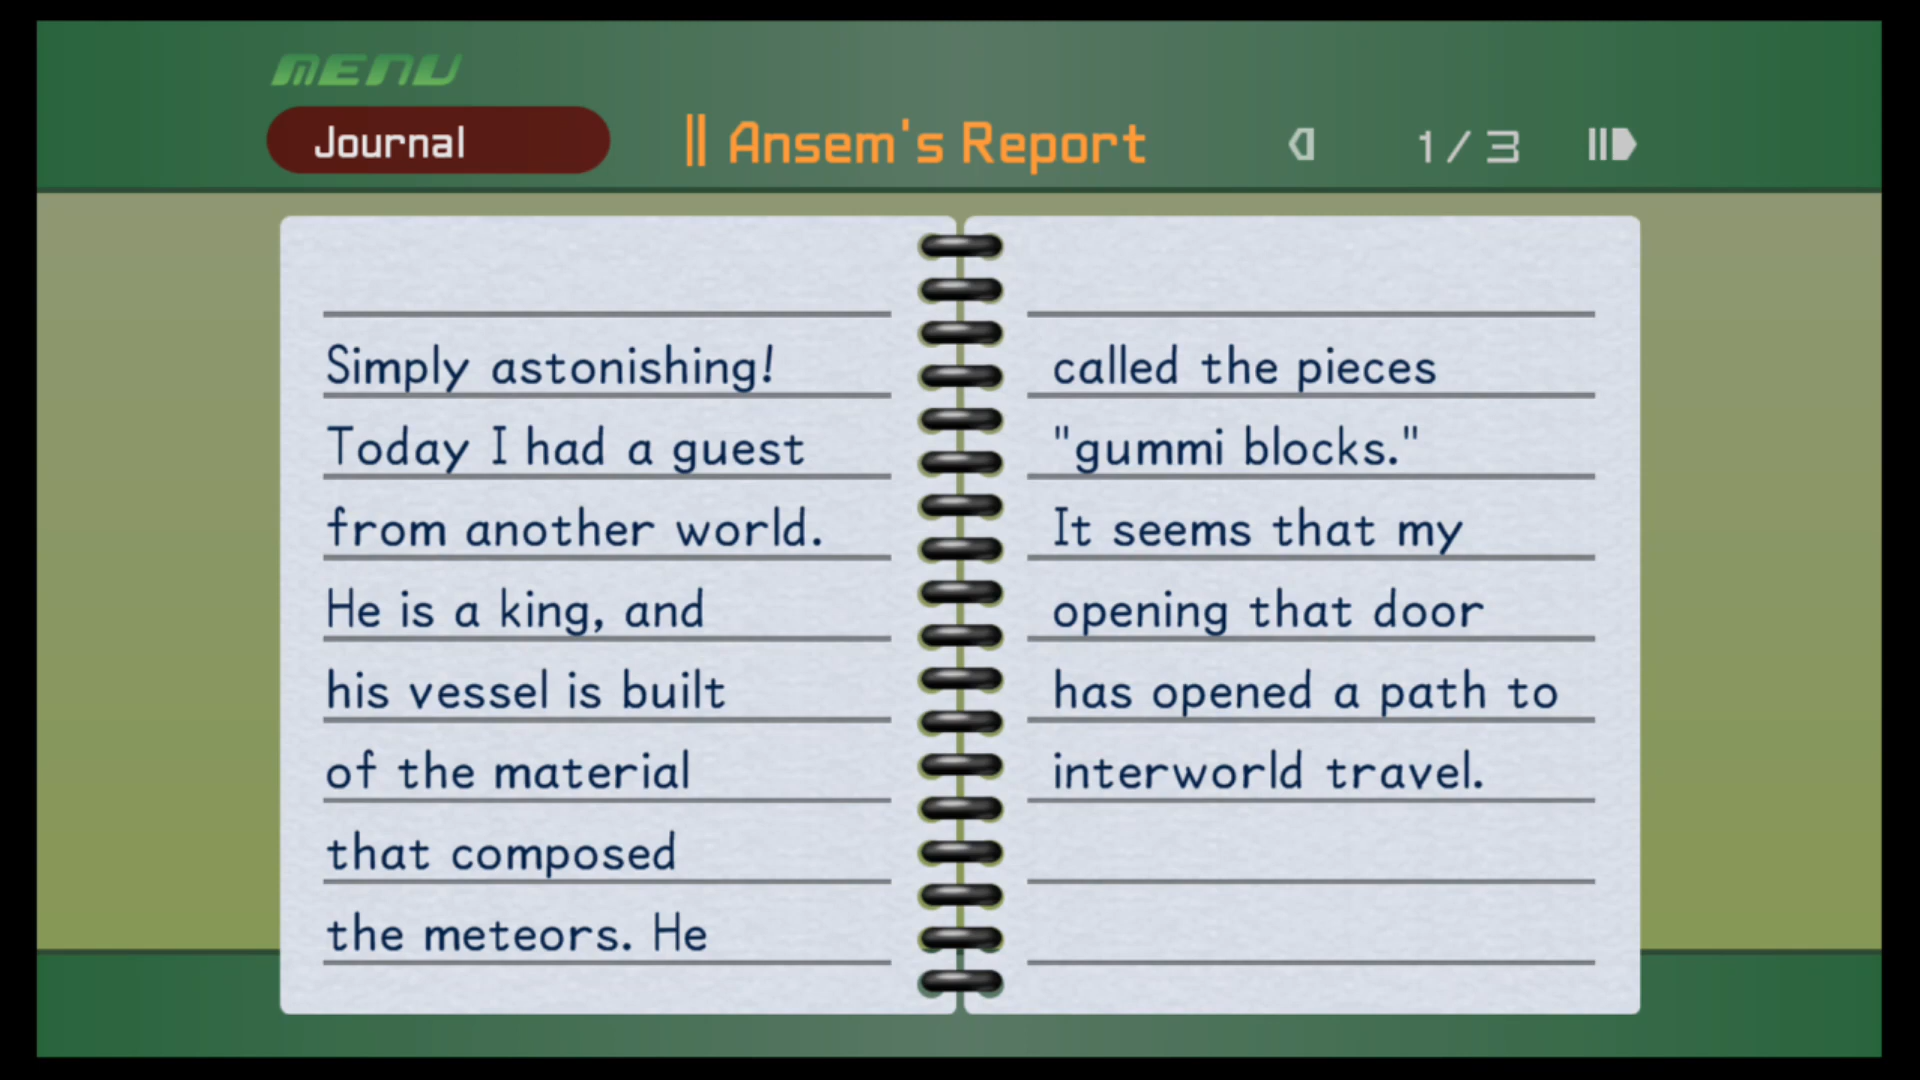 MENU
Journal
Ansem's Report
1/3
Simply astonishing!
Today I had a guest
from another world.
He is a king, and
his vessel is built
of the material
that composed
the meteors. He
called the pieces
"gummi blocks."
It seems that my
opening that door
has opened a path to
interworld travel.